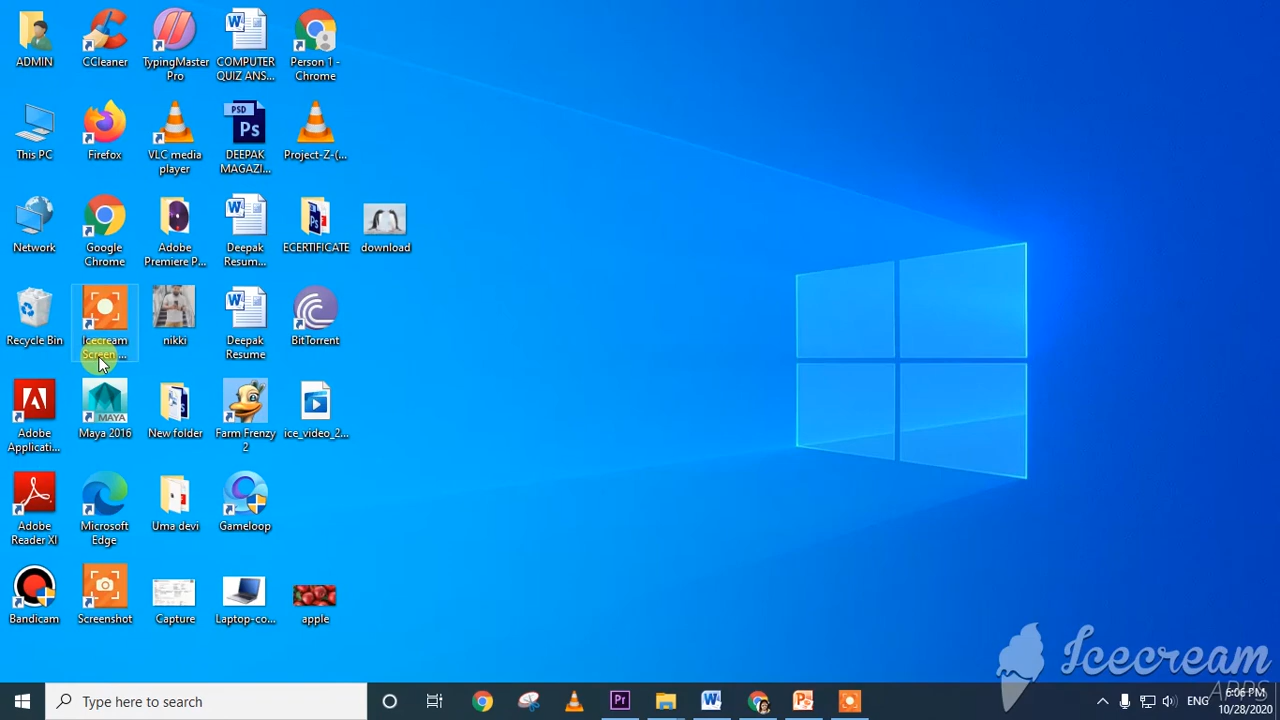 ADMIN
CCleaner
TypingMaster
Pro
COMPUTER
QUIZ ANS...
Person 1 -
Chrome
This PC
Firefox
VLC media
player
PSD
Ps
DEEPAK
MAGAZI...
Project-Z-(...
Network
Google
Chrome
Adobe
Premiere P...
Deepak
Resum...
ECERTIFICATE
download
Recycle Bin
Icecream
Screen ...
nikki
Deepak
Resume
BitTorrent
Adobe
Applicati...
MAYA
Maya 2016
New folder
Farm Frenzy
2
ice_video_2...
Adobe
Reader XI
Microsoft
Edge
Uma devi
Gameloop
Bandicam
Screenshot
Capture
Laptop-co...
apple
Icecream
APPS
Type here to search
Pr
ENG
6:06 PM
10/28/2020